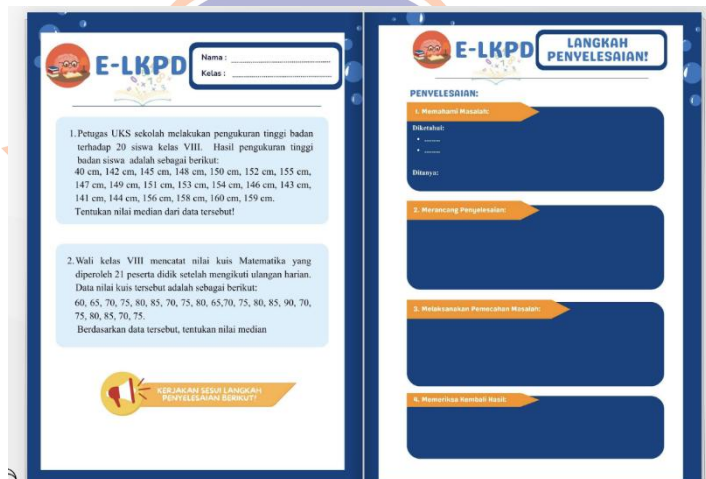 E-LKPD
Nama : ........................................
Kelas : ........................................
1. Petugas UKS sekolah melakukan pengukuran tinggi badan
terhadap 20 siswa kelas VIII. Hasil pengukuran tinggi
badan siswa adalah sebagai berikut:
40 cm, 142 cm, 145 cm, 148 cm, 150 cm, 152 cm, 155 cm,
147 cm, 149 cm, 151 cm, 153 cm, 154 cm, 146 cm, 143 cm,
141 cm, 144 cm, 156 cm, 158 cm, 160 cm, 159 cm.
Tentukan nilai median dari data tersebut!
2. Wali kelas VIII mencatat nilai kuis Matematika yang
diperoleh 21 peserta didik setelah mengikuti ulangan harian.
Data nilai kuis tersebut adalah sebagai berikut:
60, 65, 70, 75, 80, 85, 70, 75, 80, 65,70, 75, 80, 85, 90, 70,
75, 80, 85, 70, 75.
Berdasarkan data tersebut, tentukan nilai median
KERJAKAN SESUI LANGKAH
PENYELESAIAN BERIKUT!
E-LKPD
LANGKAH
PENYELESAIAN!
PENYELESAIAN:
1. Memahami Masalah:
Diketahui:
• ........
• ........
Ditanya:
2. Merancang Penyelesaian:
3. Melaksanakan Pemecahan Masalah:
4. Memeriksa Kembali Hasil: